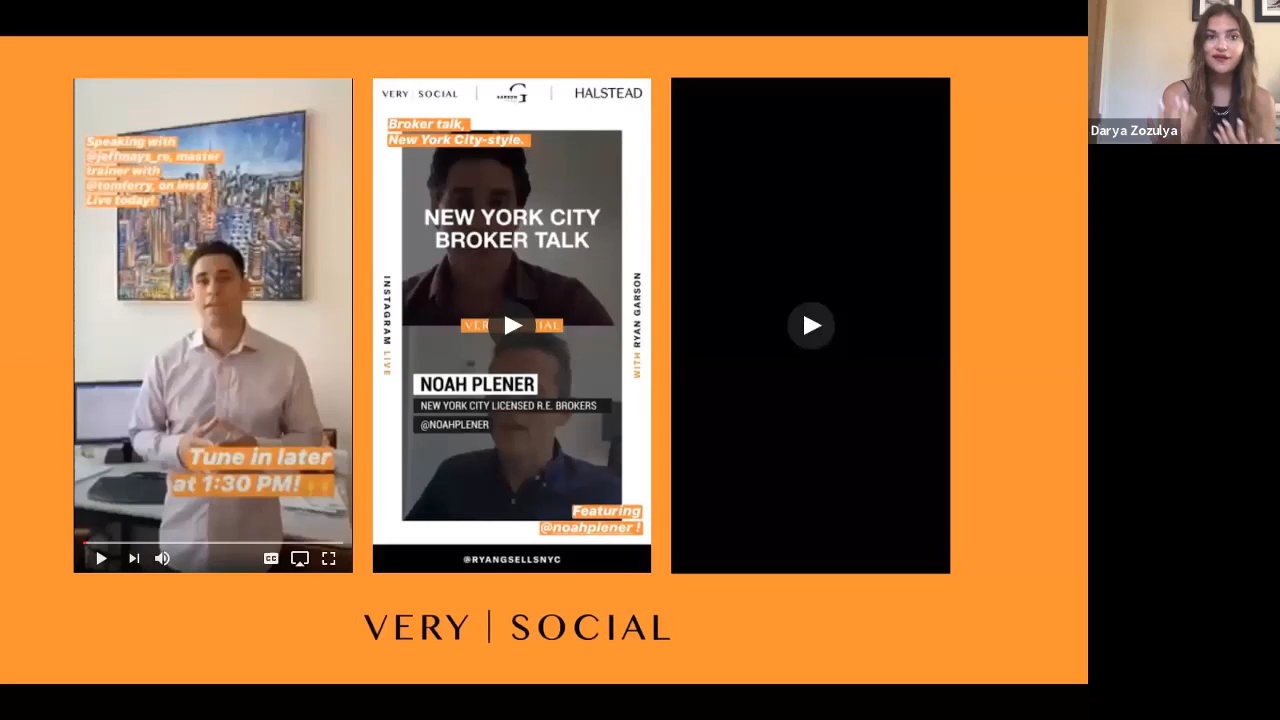 Speaking with
@jeffmays_re, master
trainer with
@tomferry, on Insta
Live today!
Tune in later
at 1:30 PM!
CC
VERY | SOCIAL
GARSON
G
HALSTEAD
Broker talk,
New York City-style.
NEW YORK CITY
BROKER TALK
INSTAGRAM LIVE
WITH RYAN GARSON
NOAH PLENER
NEW YORK CITY LICENSED R.E. BROKERS
@NOAHPLENER
Featuring
@noahplener !
@RYANGSELLSNYC
VERY | SOCIAL
Darya Zozulya